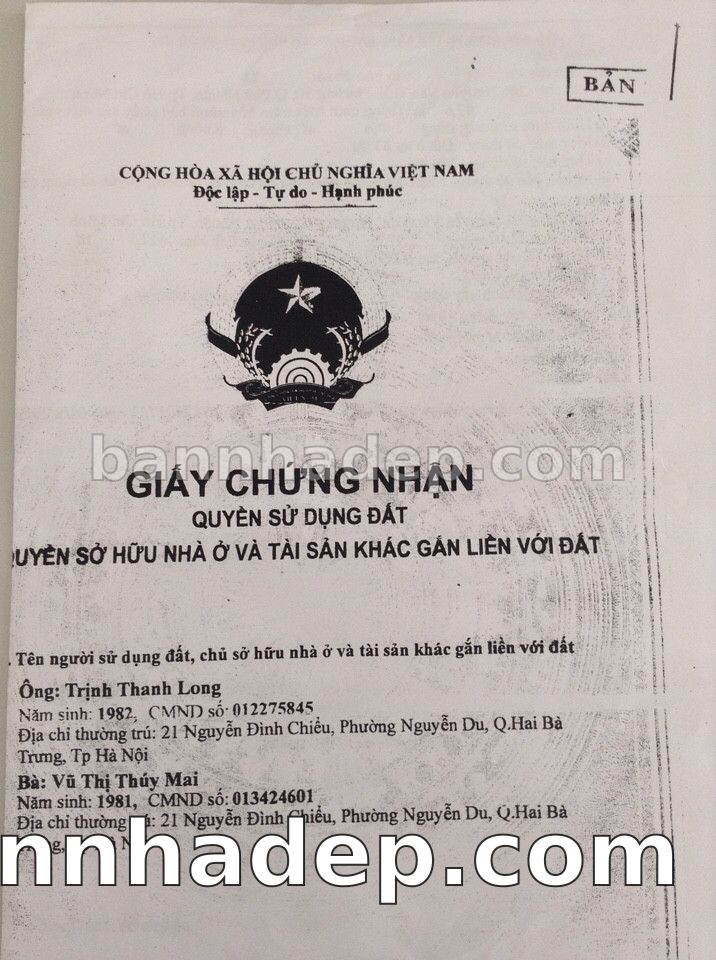 BẢN
CỘNG HÒA XÃ HỘI CHỦ NGHĨA VIỆT NAM
Độc lập - Tự do - Hạnh phúc
bannhadep.com
GIẤY CHỨNG NHẬN
QUYỀN SỬ DỤNG ĐẤT
QUYỀN SỞ HỮU NHÀ Ở VÀ TÀI SẢN KHÁC GẮN LIỀN VỚI ĐẤT
. Tên người sử dụng đất, chủ sở hữu nhà ở và tài sản khác gắn liền với đất
Ông: Trịnh Thanh Long
Năm sinh: 1982, CMND số: 012275845
Địa chỉ thường trú: 21 Nguyễn Đình Chiểu, Phường Nguyễn Du, Q.Hai Bà
Trưng, Tp Hà Nội
Bà: Vũ Thị Thúy Mai
Năm sinh: 1981, CMND số: 013424601
Địa chỉ thường trú: 21 Nguyễn Đình Chiểu, Phường Nguyễn Du, Q.Hai Bà
nnhadep.com